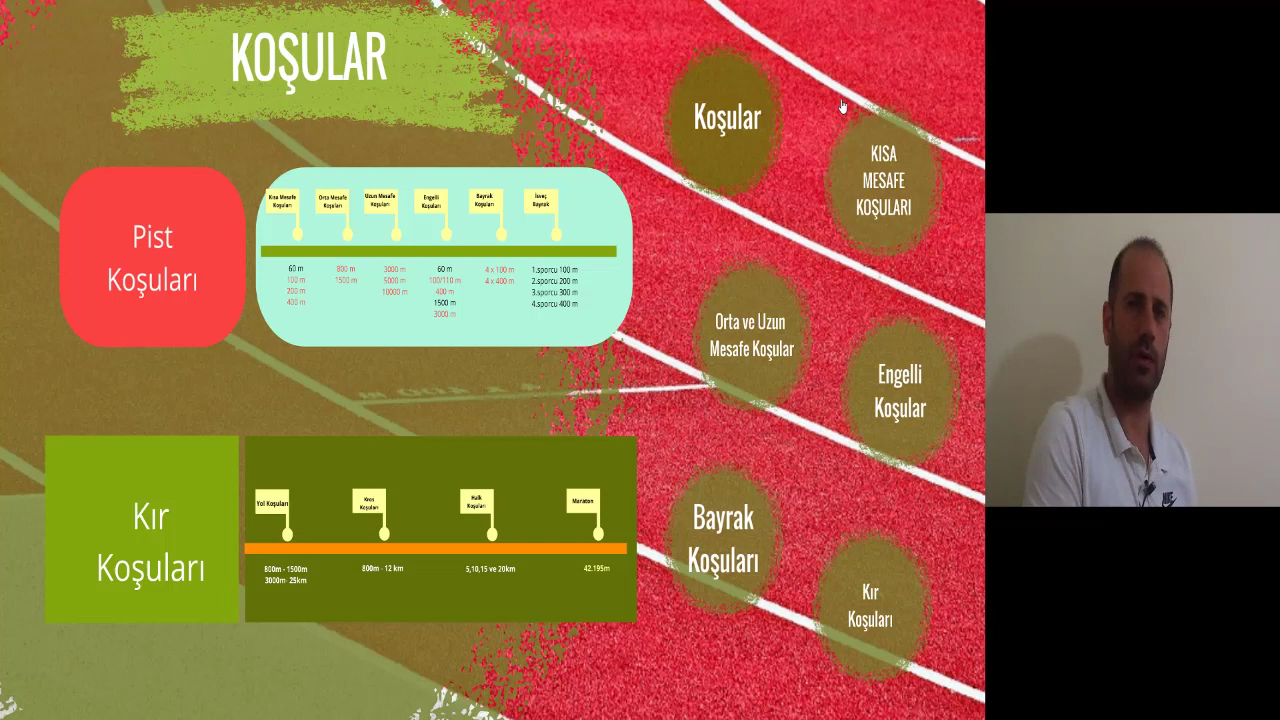 KOŞULAR
Pist
Koşuları
Kısa Mesafe
Koşuları
Orta Mesafe
Koşuları
Uzun Mesafe
Koşuları
Engelli
Koşuları
Bayrak
Koşuları
İsveç
Bayrak
60 m
100 m
200 m
400 m
800 m
1500 m
3000 m
5000 m
10000 m
60 m
100/110 m
400 m
1500 m
3000 m
4 x 100 m
4 x 400 m
1.sporcu 100 m
2.sporcu 200 m
3.sporcu 300 m
4.sporcu 400 m
Kır
Koşuları
Yol Koşuları
Kros
Koşuları
Halk
Koşuları
Maraton
800m - 1500m
3000m- 25km
800m - 12 km
5,10,15 ve 20km
42.195m
Koşular
KISA
MESAFE
KOŞULARI
Orta ve Uzun
Mesafe Koşular
Engelli
Koşular
Bayrak
Koşuları
Kır
Koşuları
NIKE